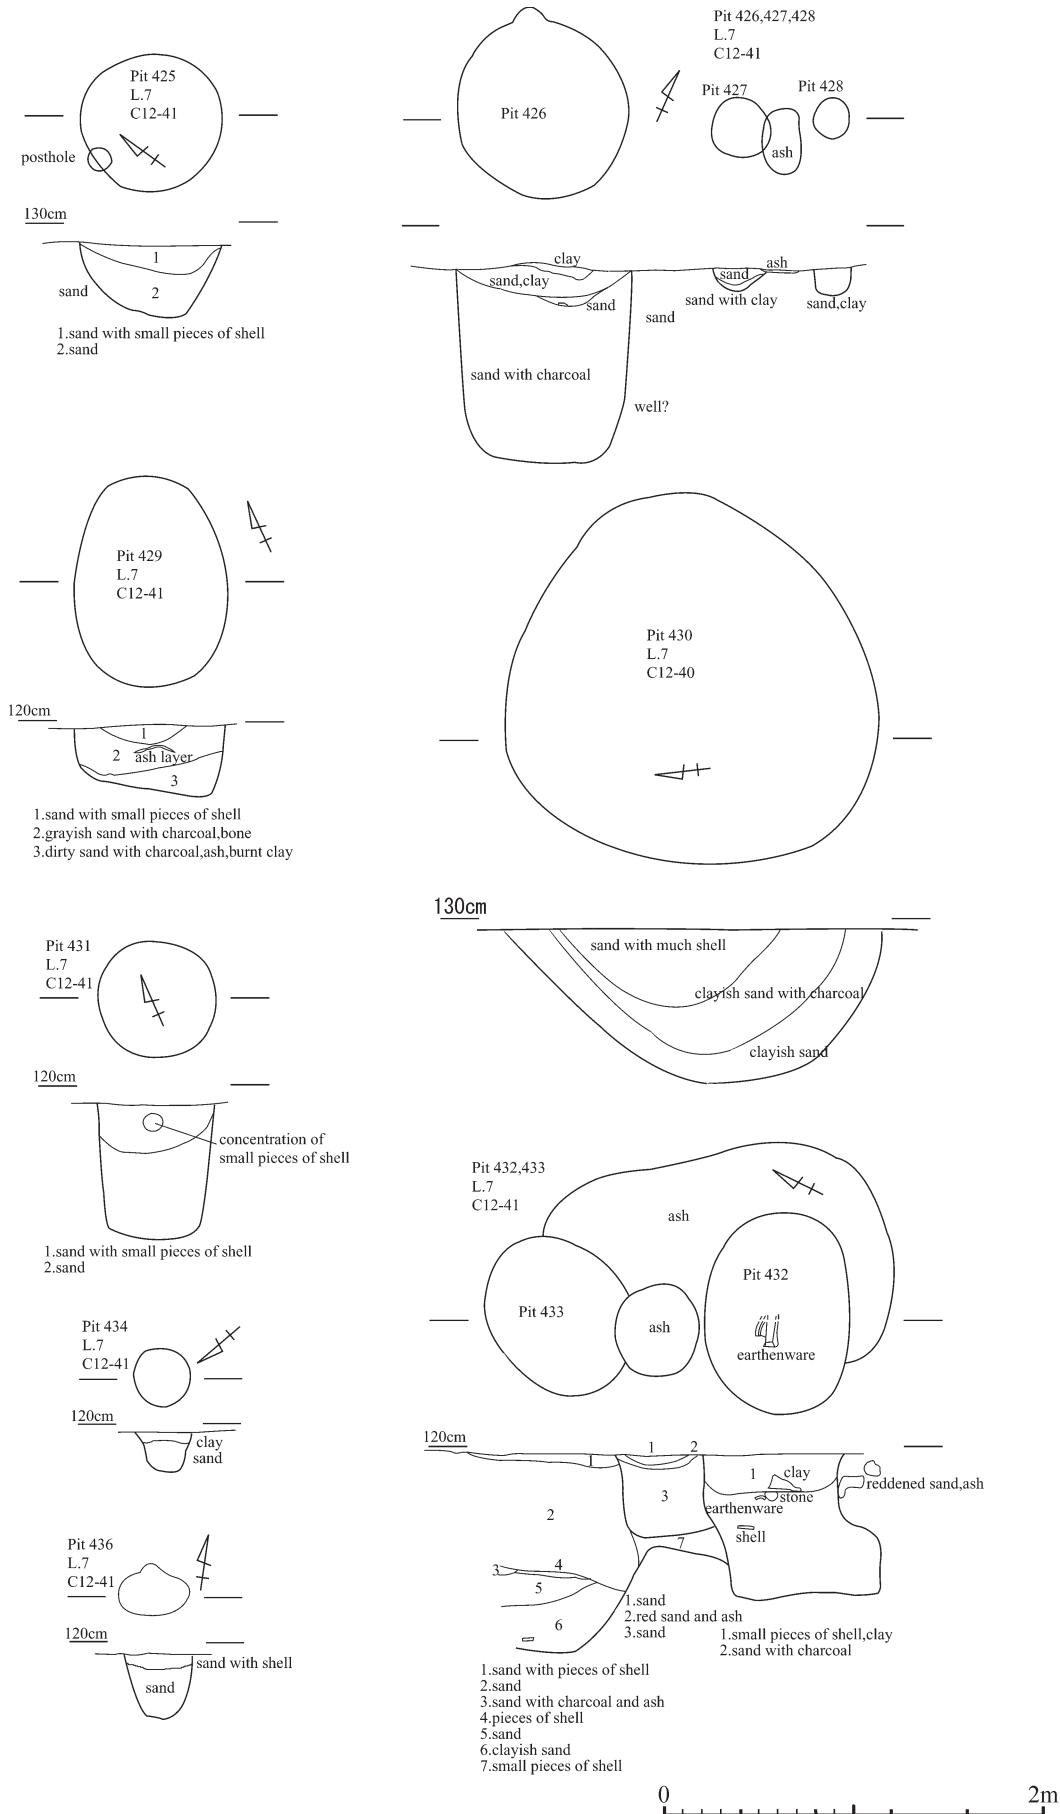 Pit 425
L.7
C12-41
posthole
130cm
1
sand
2
1.sand with small pieces of shell
2.sand
Pit 426
Pit 426,427,428
L.7
C12-41
Pit 427
Pit 428
ash
clay
ash
sand,clay
sand
sand
sand with clay
sand,clay
sand
sand with charcoal
well?
Pit 429
L.7
C12-41
120cm
1
2
ash layer
3
1.sand with small pieces of shell
2.grayish sand with charcoal,bone
3.dirty sand with charcoal,ash,burnt clay
Pit 430
L.7
C12-40
130cm
sand with much shell
clayish sand with charcoal
clayish sand
Pit 431
L.7
C12-41
120cm
concentration of
small pieces of shell
1.sand with small pieces of shell
2.sand
Pit 432,433
L.7
C12-41
ash
Pit 432
Pit 433
ash
earthenware
120cm
1
2
1
clay
reddened sand,ash
3
stone
earthenware
2
shell
7
3
4
5
6
1.sand
2.red sand and ash
3.sand
1.small pieces of shell,clay
2.sand with charcoal
1.sand with pieces of shell
2.sand
3.sand with charcoal and ash
4.pieces of shell
5.sand
6.clayish sand
7.small pieces of shell
Pit 434
L.7
C12-41
120cm
clay
sand
Pit 436
L.7
C12-41
120cm
sand with shell
sand
0
2m